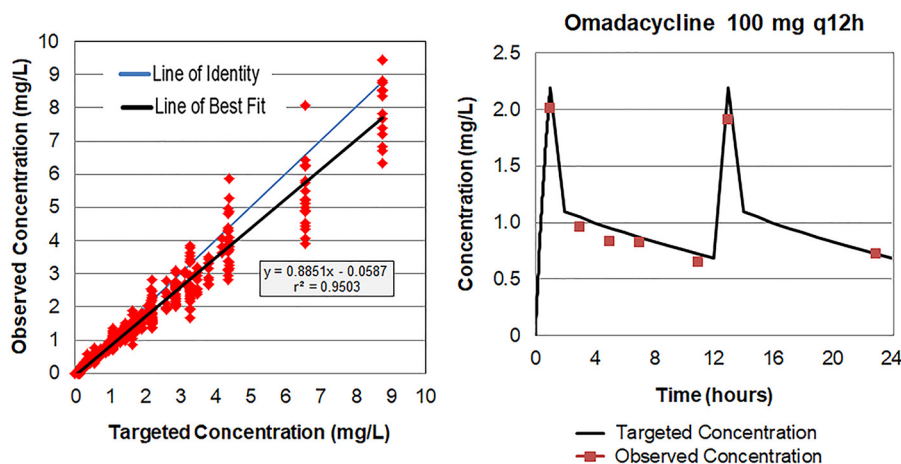 Observed Concentration (mg/L)
10
9
8
7
6
5
4
3
2
1
0
Line of Identity
Line of Best Fit
y = 0.8851x - 0.0587
r² = 0.9503
0 1 2 3 4 5 6 7 8 9 10
Targeted Concentration (mg/L)
Omadacycline 100 mg q12h
Concentration (mg/L)
2.5
2.0
1.5
1.0
0.5
0
0 4 8 12 16 20 24
Time (hours)
Targeted Concentration
Observed Concentration